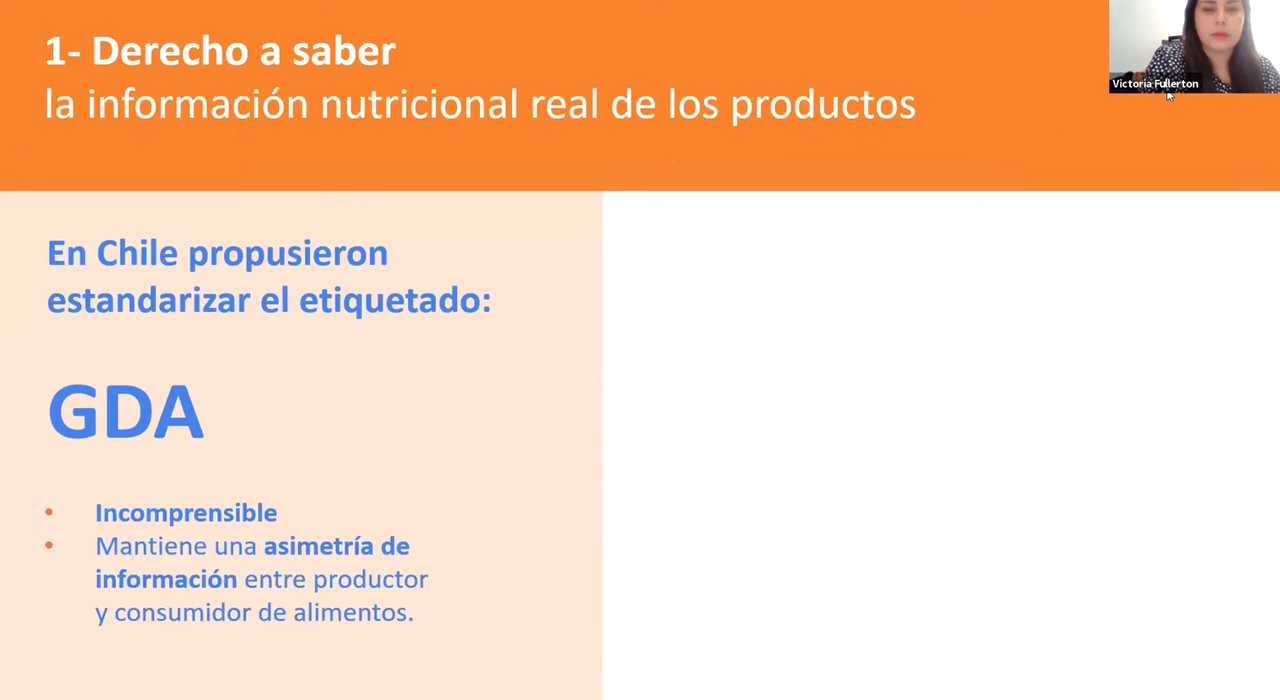 1- Derecho a saber
la información nutricional real de los productos
Victoria Fullerton
En Chile propusieron
estandarizar el etiquetado:
GDA
• Incomprensible
• Mantiene una asimetría de
información entre productor
y consumidor de alimentos.